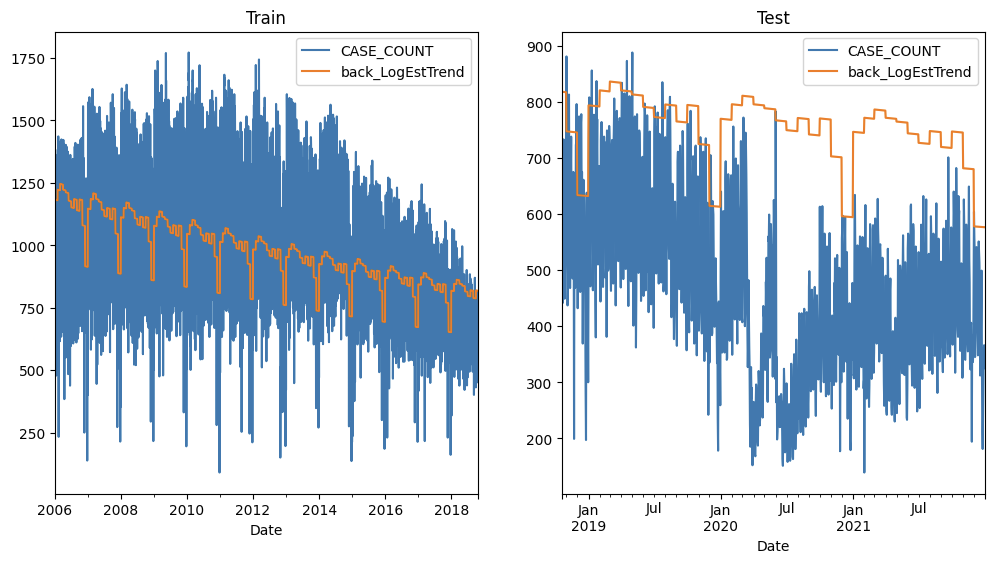 Train
CASE_COUNT
back_LogEstTrend
1750
1500
1250
1000
750
500
250
2006
2008
2010
2012
2014
2016
2018
Date
Test
CASE_COUNT
back_LogEstTrend
900
800
700
600
500
400
300
200
Jan
2019
Jul
Jan
2020
Jul
Jan
2021
Jul
Date